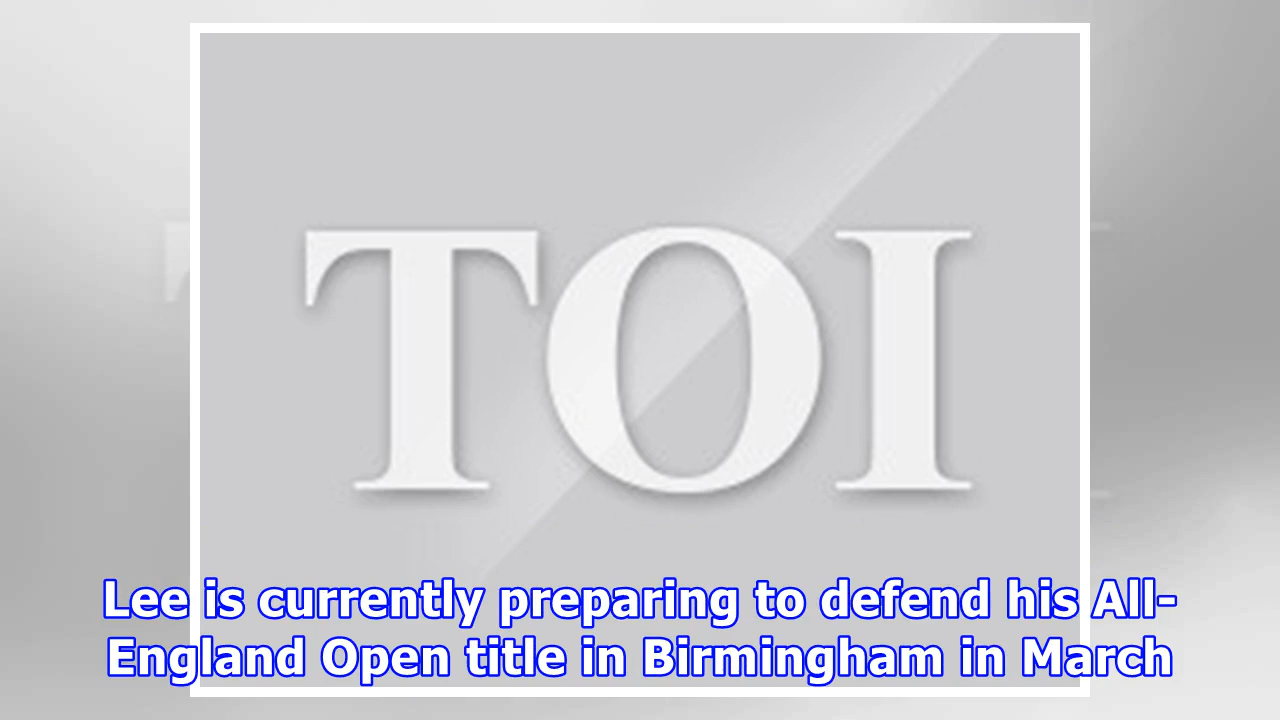 TOI
Lee is currently preparing to defend his All-
England Open title in Birmingham in March